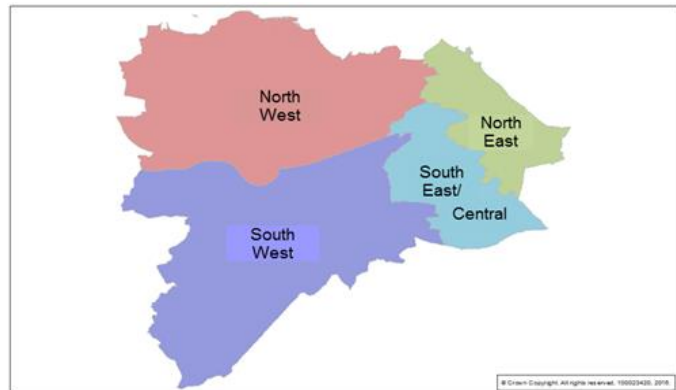 North
West
North
East
South
East/
Central
South
West
© Crown Copyright. All rights reserved. 100023420, 2016